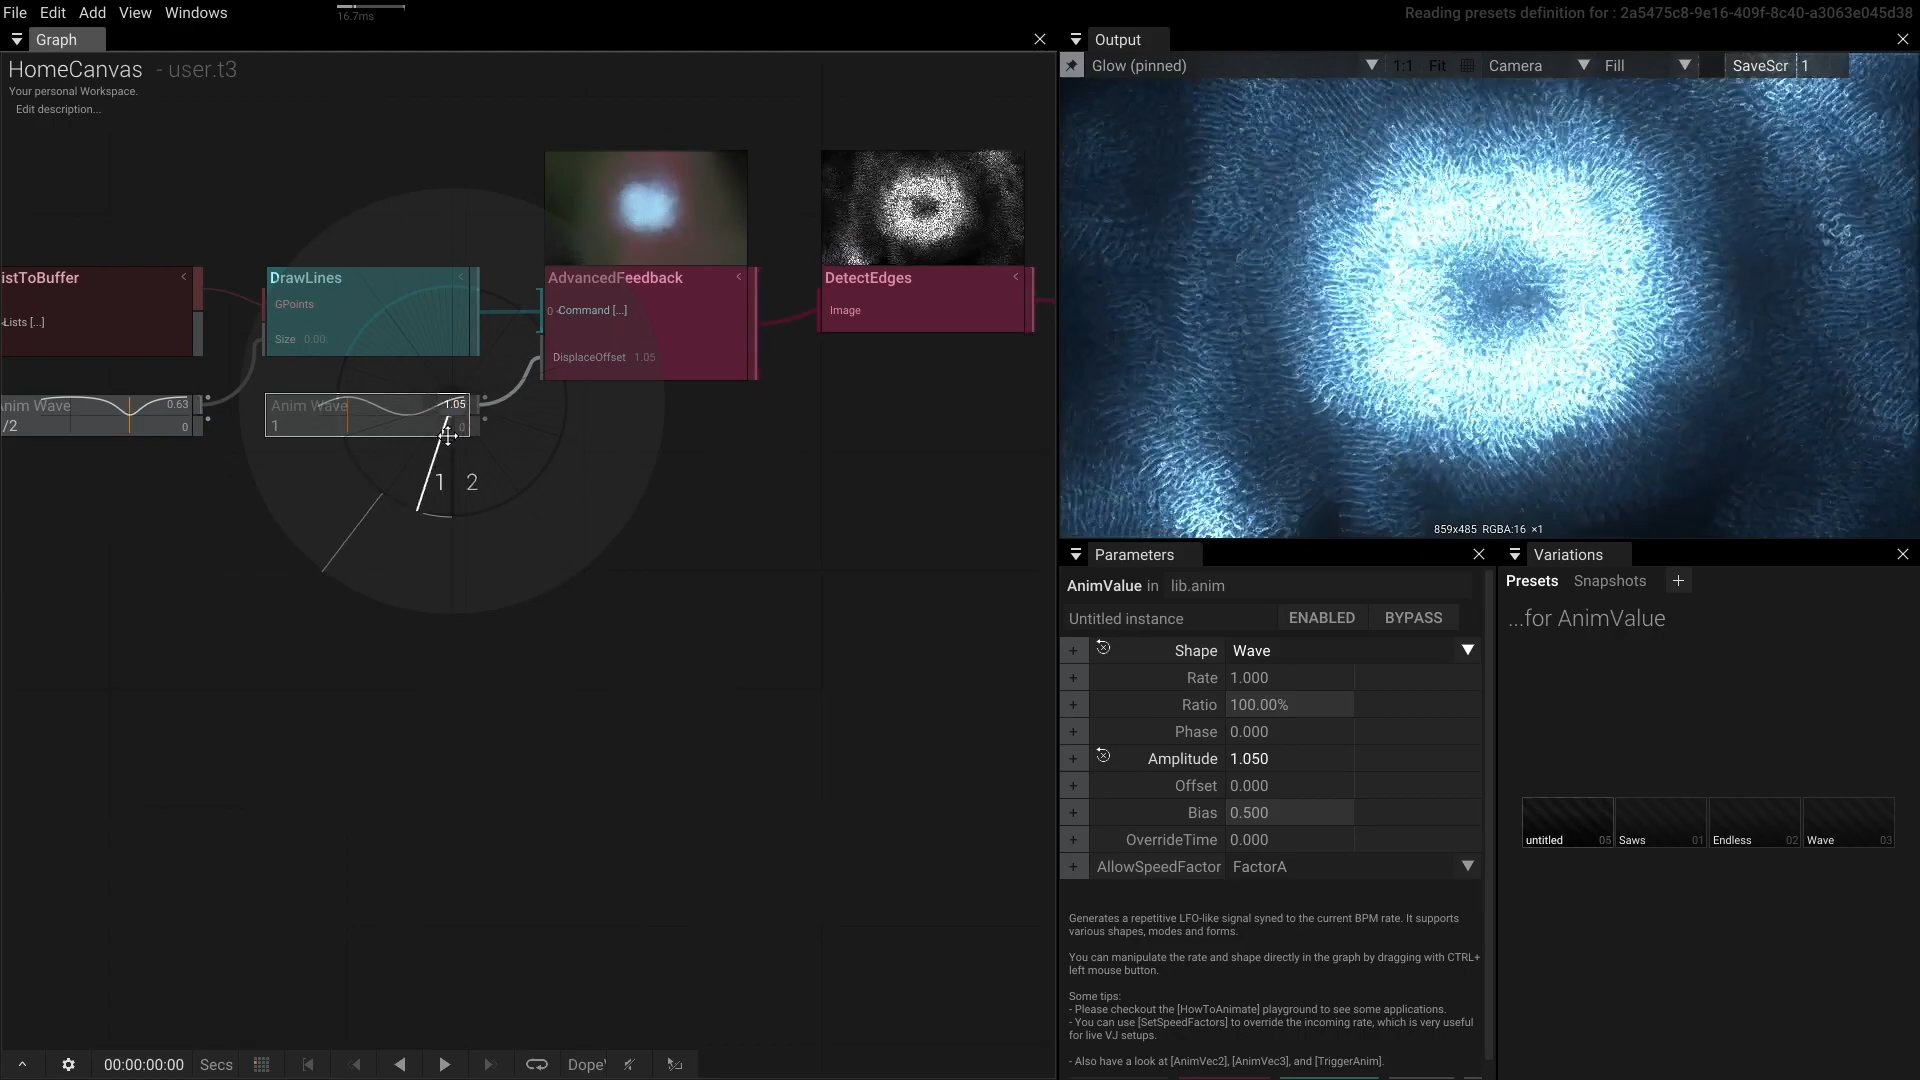 File Edit Add View Windows
16.7ms
Reading presets definition for : 2a5475c8-9e16-409f-8c40-a3063e045d38
Graph
HomeCanvas - user.t3
Your personal Workspace.
Edit description...
istToBuffer
Lists [...]
DrawLines
GPoints
Size 0.00
AdvancedFeedback
0 Command [...]
DisplaceOffset 1.05
DetectEdges
Image
Anim Wave 0.63
/2 0
Anim Wave 1.05
1 0
1 2
Output
Glow (pinned) 1:1 Fit Camera Fill SaveScr 1
859x485 RGBA:16 ×1
Parameters
AnimValue in lib.anim
Untitled instance ENABLED BYPASS
+ Shape Wave
+ Rate 1.000
+ Ratio 100.00%
+ Phase 0.000
+ Amplitude 1.050
+ Offset 0.000
+ Bias 0.500
+ OverrideTime 0.000
+ AllowSpeedFactor FactorA
Generates a repetitive LFO-like signal syned to the current BPM rate. It supports
various shapes, modes and forms.
You can manipulate the rate and shape directly in the graph by dragging with CTRL+
left mouse button.
Some tips:
- Please checkout the [HowToAnimate] playground to see some applications.
- You can use [SetSpeedFactors] to override the incoming rate, which is very useful
for live VJ setups.
- Also have a look at [AnimVec2], [AnimVec3], and [TriggerAnim].
Variations
Presets Snapshots +
...for AnimValue
untitled 05 Saws 01 Endless 02 Wave 03
00:00:00:00 Secs Dope